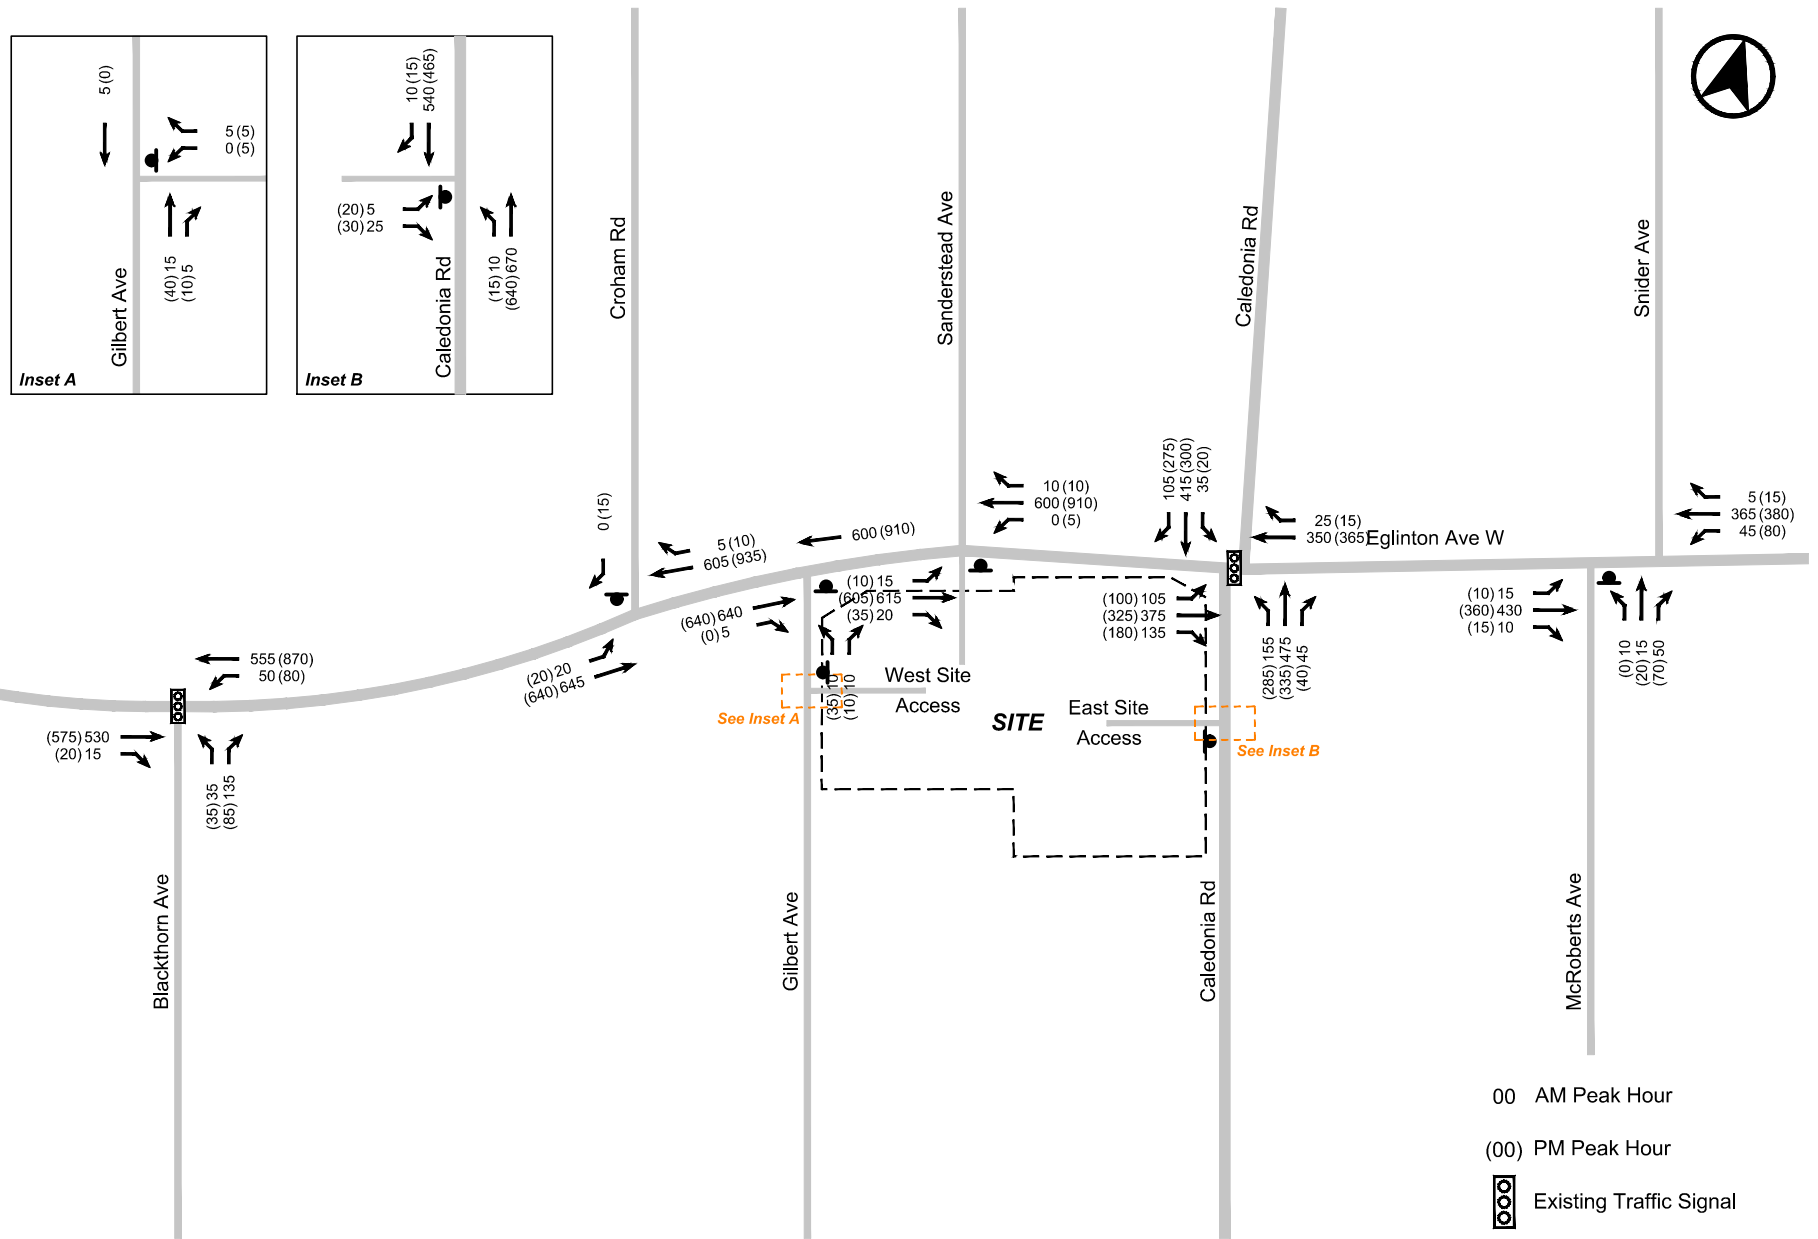 5 (0)
5 (5)
0 (5)
(40) 15
(10) 5
Gilbert Ave
Inset A
10 (15)
540 (465)
(20) 5
(30) 25
(15) 10
(640) 670
Caledonia Rd
Inset B
Croham Rd
Sanderstead Ave
Caledonia Rd
Snider Ave
0 (15)
5 (10)
605 (935)
600 (910)
10 (10)
600 (910)
0 (5)
105 (275)
415 (300)
35 (20)
25 (15)
350 (365)
Eglinton Ave W
5 (15)
365 (380)
45 (80)
(10) 15
(605) 615
(35) 20
(100) 105
(325) 375
(180) 135
(10) 15
(360) 430
(15) 10
(640) 640
(0) 5
(20) 20
(640) 645
555 (870)
50 (80)
(575) 530
(20) 15
(35) 35
(85) 135
(35) 10
(10) 10
(285) 155
(335) 475
(40) 45
(0) 10
(20) 15
(70) 50
West Site
Access
See Inset A
SITE
East Site
Access
See Inset B
Blackthorn Ave
Gilbert Ave
Caledonia Rd
McRoberts Ave
00 AM Peak Hour
(00) PM Peak Hour
Existing Traffic Signal